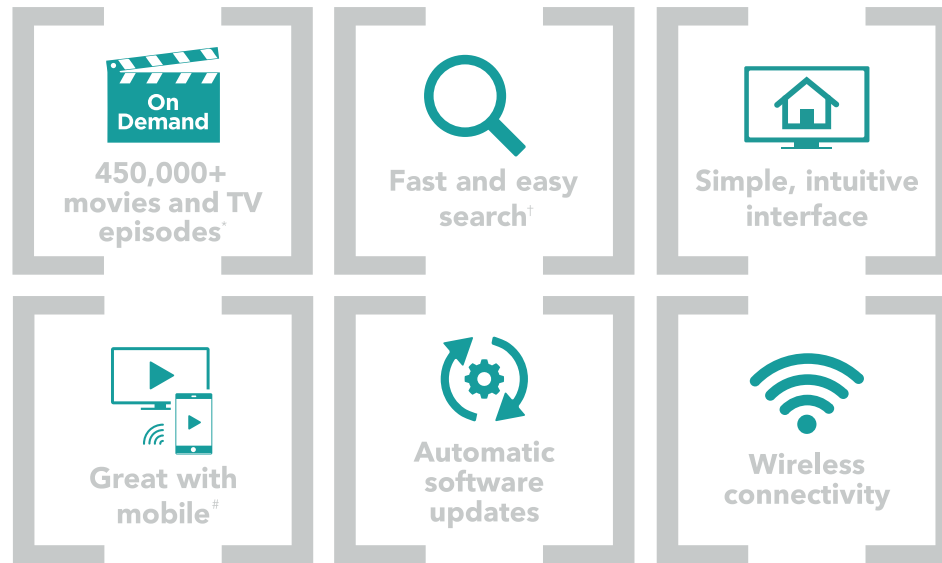 On
Demand
450,000+
movies and TV
episodes*
Fast and easy
search†
Simple, intuitive
interface
Great with
mobile#
Automatic
software
updates
Wireless
connectivity